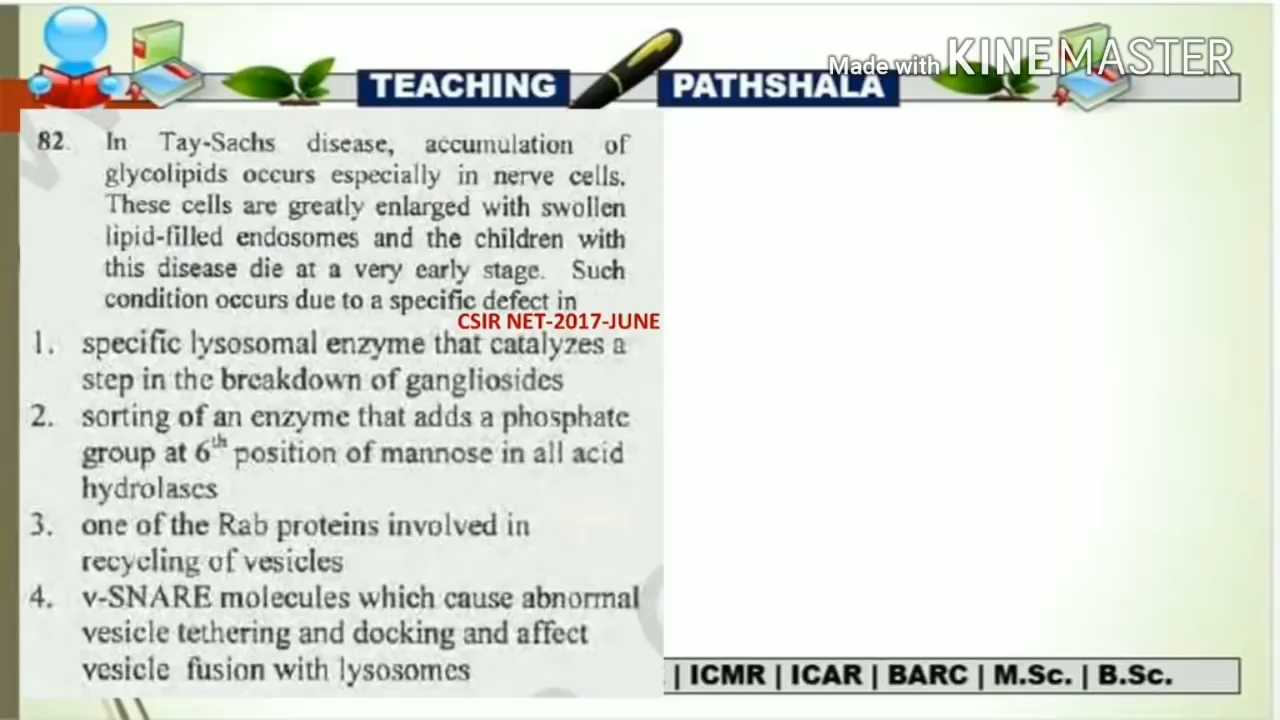 Made with KINEMASTER
TEACHING PATHSHALA
82. In Tay-Sachs disease, accumulation of
glycolipids occurs especially in nerve cells.
These cells are greatly enlarged with swollen
lipid-filled endosomes and the children with
this disease die at a very early stage. Such
condition occurs due to a specific defect in
CSIR NET-2017-JUNE
1. specific lysosomal enzyme that catalyzes a
step in the breakdown of gangliosides
2. sorting of an enzyme that adds a phosphate
group at 6th position of mannose in all acid
hydrolases
3. one of the Rab proteins involved in
recycling of vesicles
4. v-SNARE molecules which cause abnormal
vesicle tethering and docking and affect
vesicle fusion with lysosomes
| ICMR | ICAR | BARC | M.Sc. | B.Sc.